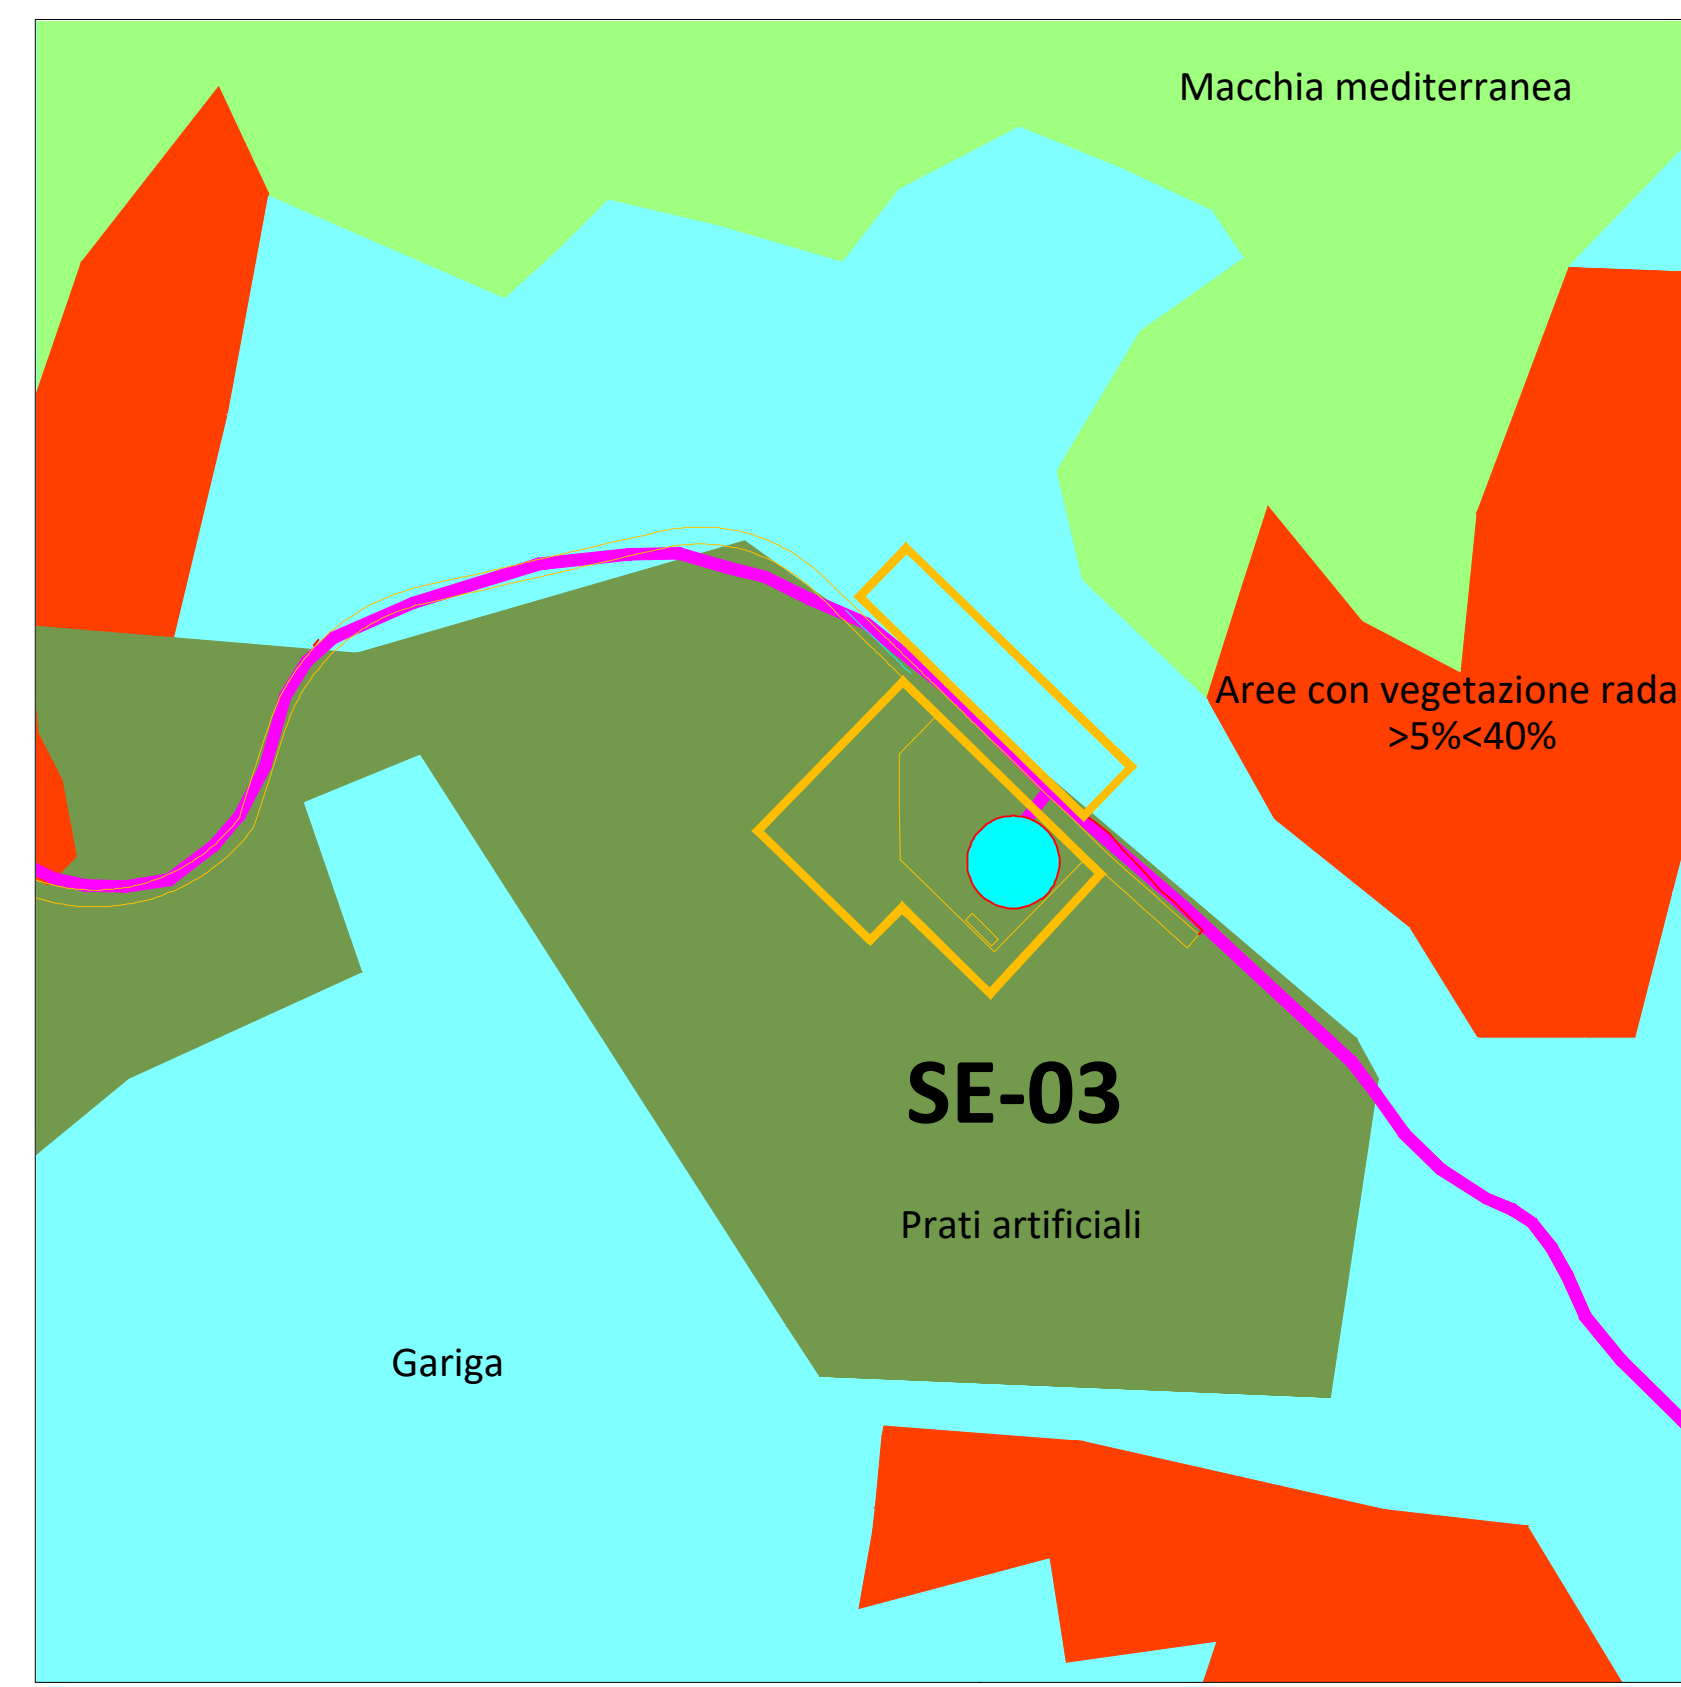 Macchia mediterranea
Aree con vegetazione rada
>5%<40%
SE-03
Prati artificiali
Gariga